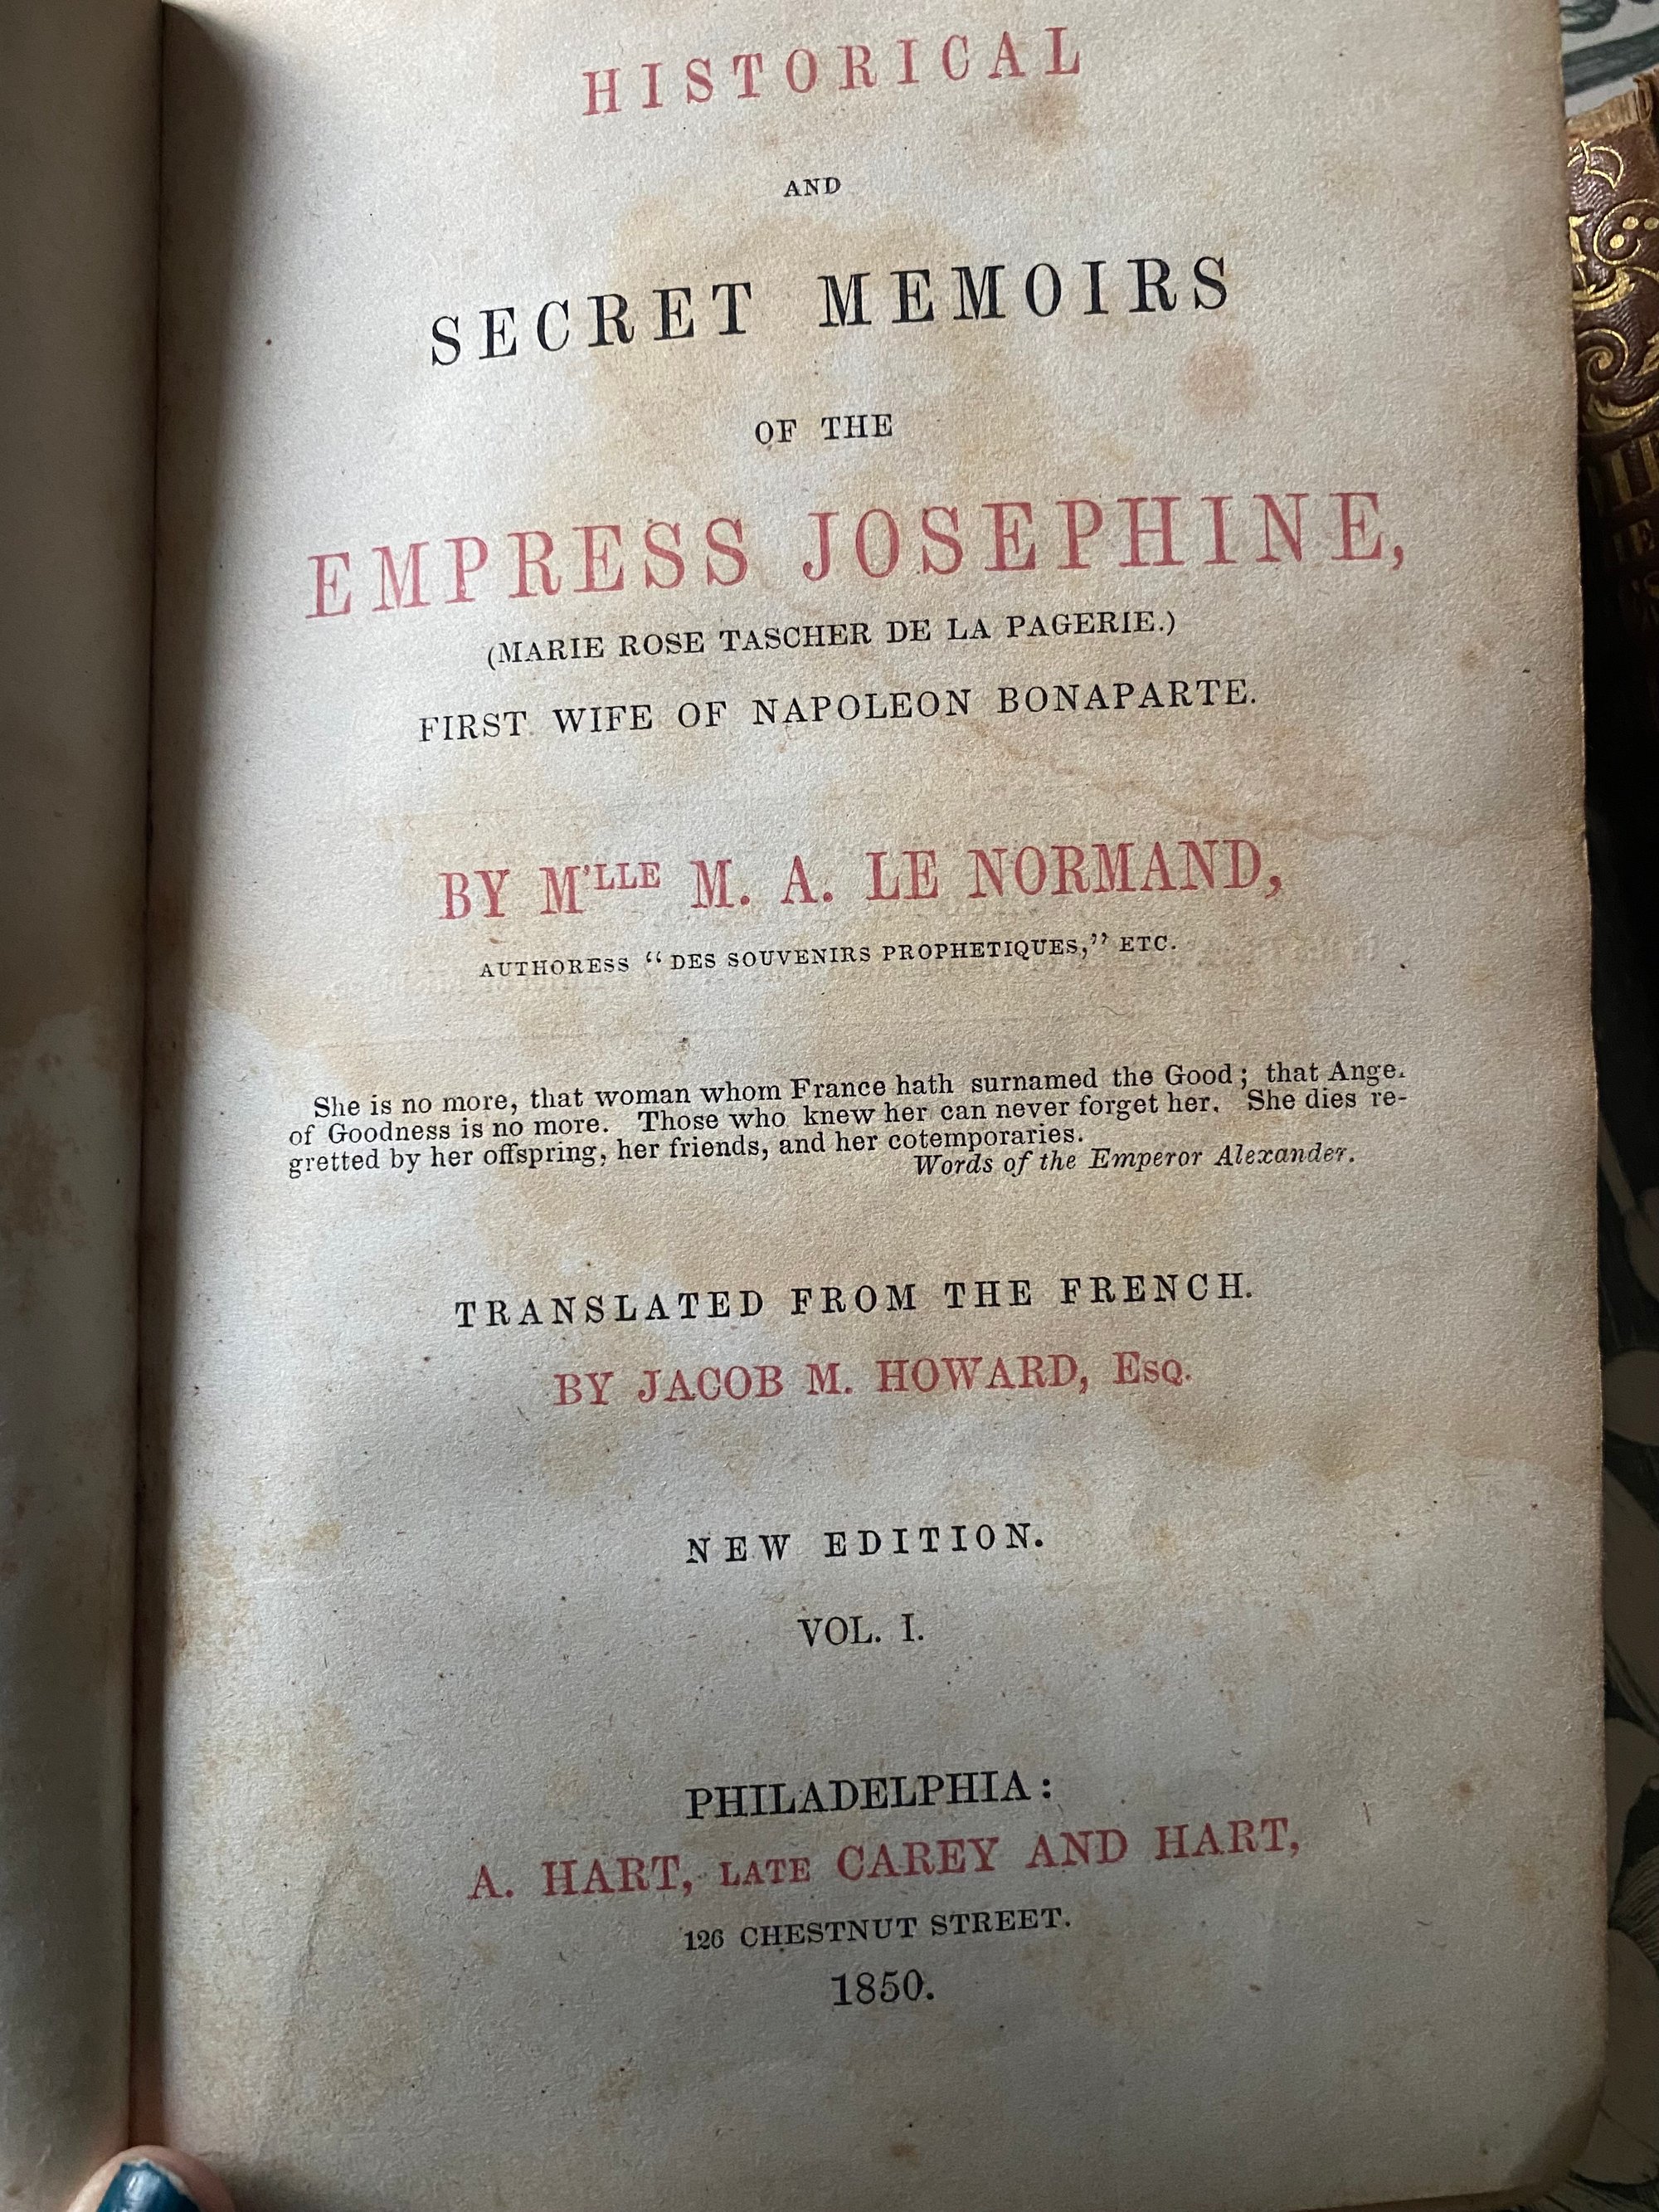 HISTORICAL
AND
SECRET MEMOIRS
OF THE
EMPRESS JOSEPHINE,
(MARIE ROSE TASCHER DE LA PAGERIE.)
FIRST WIFE OF NAPOLEON BONAPARTE.
BY M'LLE M. A. LE NORMAND,
AUTHORESS "DES SOUVENIRS PROPHETIQUES," ETC.
She is no more, that woman whom France hath surnamed the Good; that Ange.
of Goodness is no more. Those who knew her can never forget her. She dies re-
gretted by her offspring, her friends, and her cotemporaries.
Words of the Emperor Alexander.
TRANSLATED FROM THE FRENCH.
BY JACOB M. HOWARD, ESQ.
NEW EDITION.
VOL. I.
PHILADELPHIA:
A. HART, LATE CAREY AND HART,
126 CHESTNUT STREET.
1850.